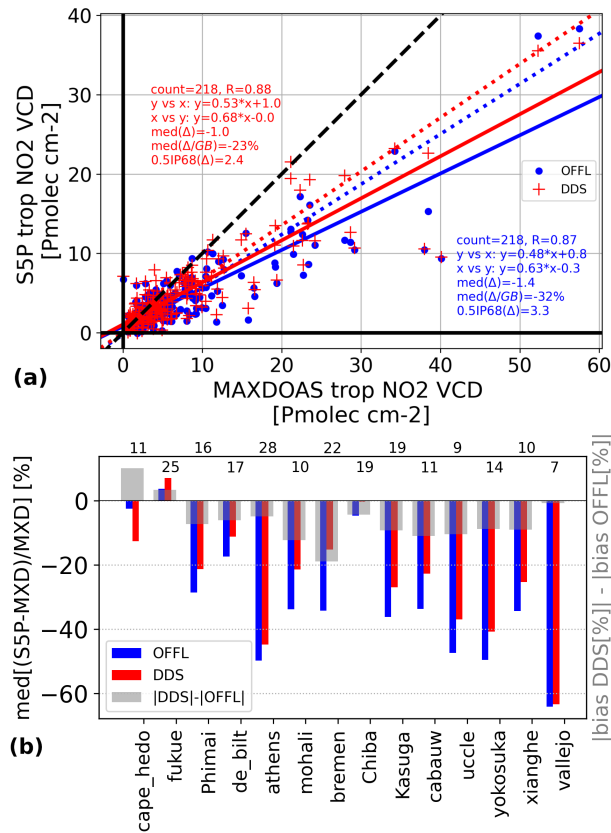 40
30
20
10
0
S5P trop NO2 VCD
[Pmolec cm-2]
count=218, R=0.88
y vs x: y=0.53*x+1.0
x vs y: y=0.68*x-0.0
med(Δ)=-1.0
med(Δ/GB)=-23%
0.5IP68(Δ)=2.4
OFFL
DDS
count=218, R=0.87
y vs x: y=0.48*x+0.8
x vs y: y=0.63*x-0.3
med(Δ)=-1.4
med(Δ/GB)=-32%
0.5IP68(Δ)=3.3
0 10 20 30 40 50 60
(a)
MAXDOAS trop NO2 VCD
[Pmolec cm-2]
11 16 28 22 19 9 10
25 17 10 19 11 14 7
0
−20
−40
−60
med[(S5P-MXD)/MXD] [%]
|bias DDS[%]| - |bias OFFL[%]|
OFFL
DDS
|DDS|-|OFFL|
(b)
cape_hedo
fukue
Phimai
de_bilt
athens
mohali
bremen
Chiba
Kasuga
cabauw
uccle
yokosuka
xianghe
vallejo